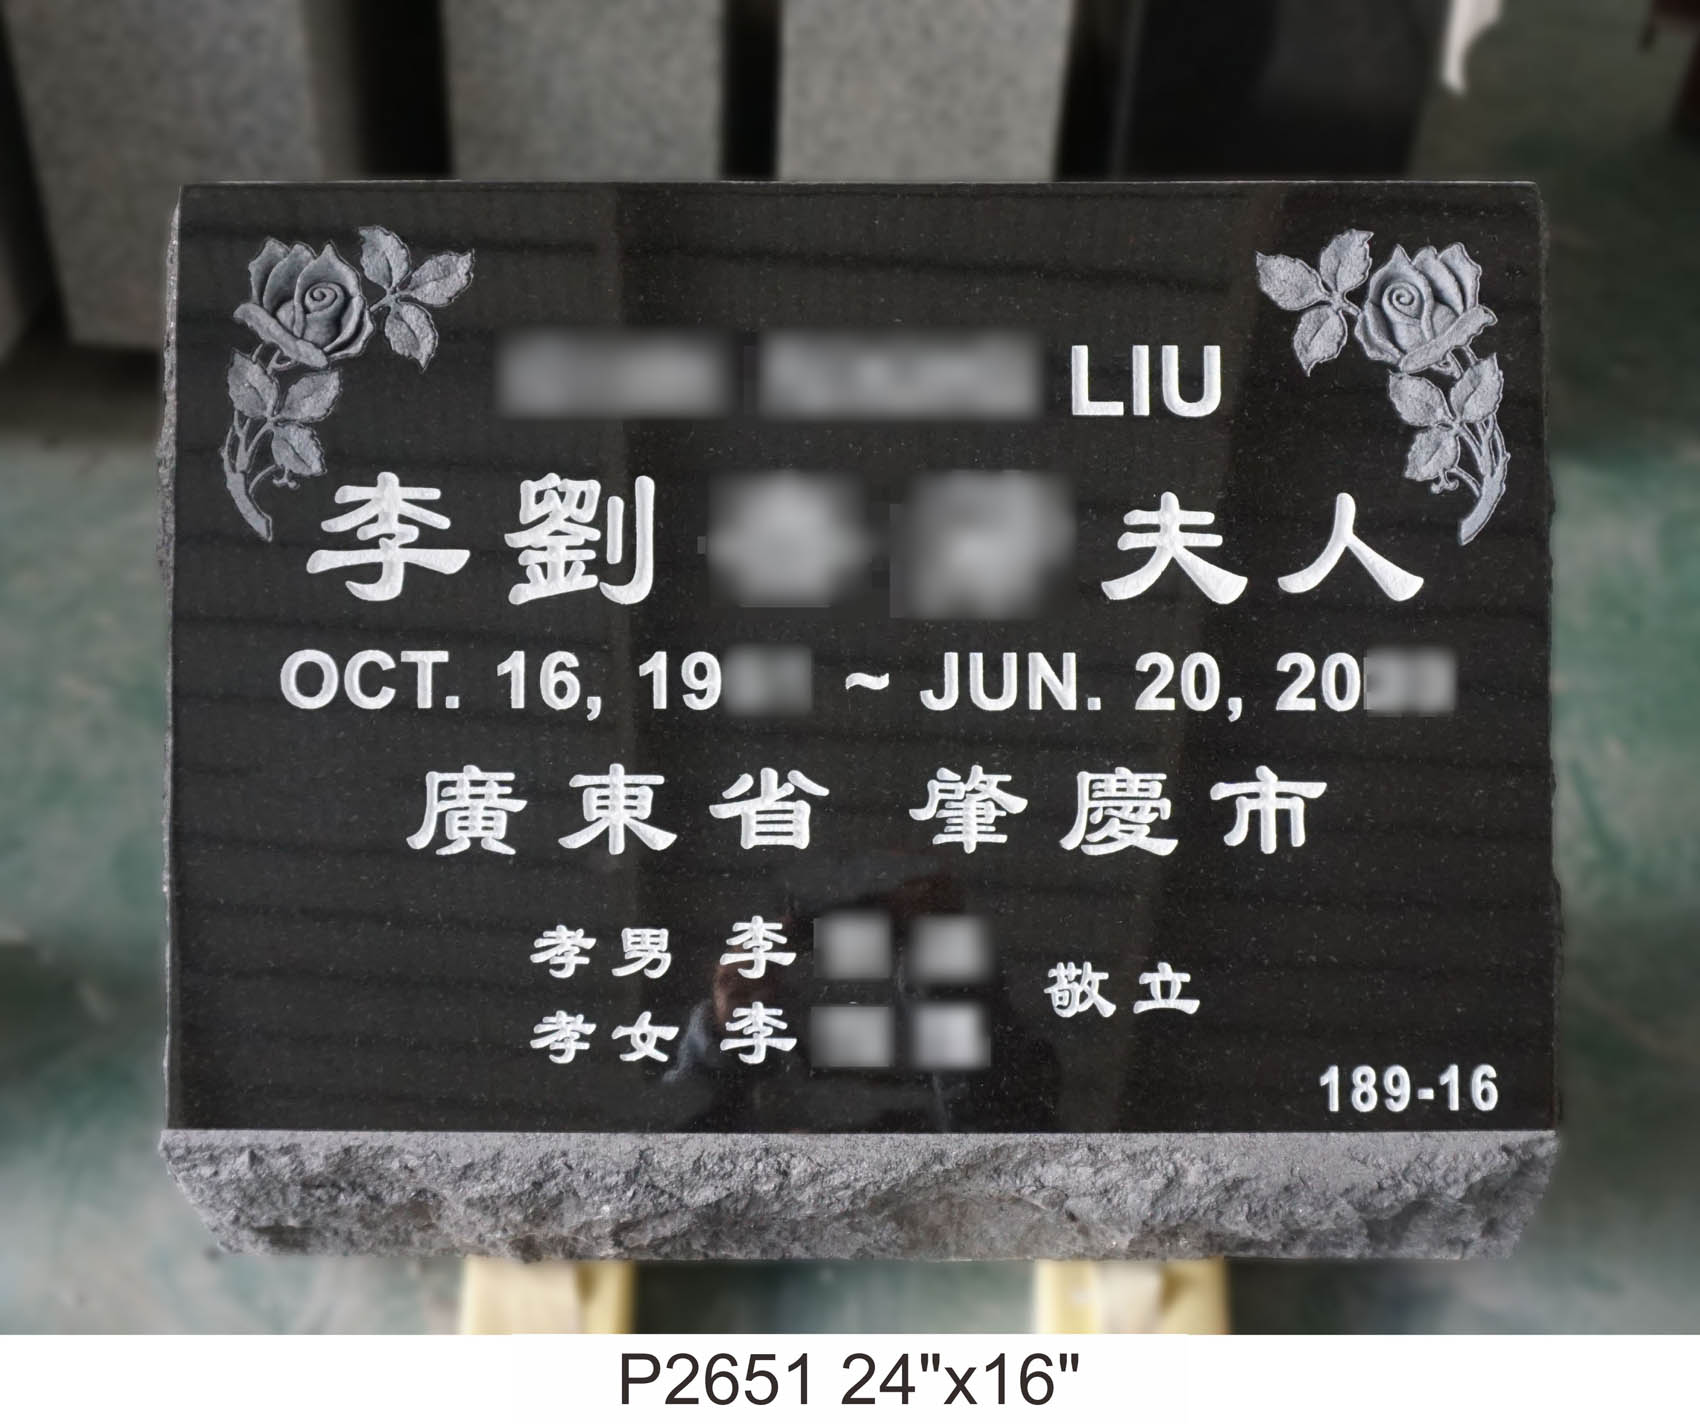 LIU
李劉 夫人
OCT. 16, 19 ~ JUN. 20, 20
廣東省 肇慶市
孝男 李
孝女 李
敬立
189-16
P2651 24"x16"